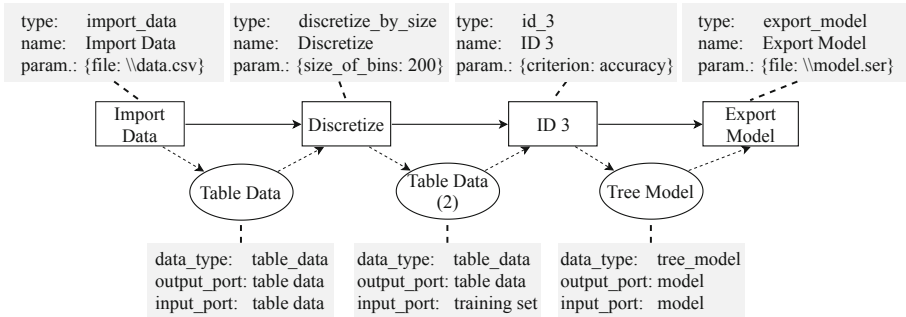 type: import_data
name: Import Data
param.: {file: \\data.csv}
type: discretize_by_size
name: Discretize
param.: {size_of_bins: 200}
type: id_3
name: ID 3
param.: {criterion: accuracy}
type: export_model
name: Export Model
param.: {file: \\model.ser}
Import
Data
Discretize
ID 3
Export
Model
Table Data
Table Data
(2)
Tree Model
data_type: table_data
output_port: table data
input_port: table data
data_type: table_data
output_port: table data
input_port: training set
data_type: tree_model
output_port: model
input_port: model